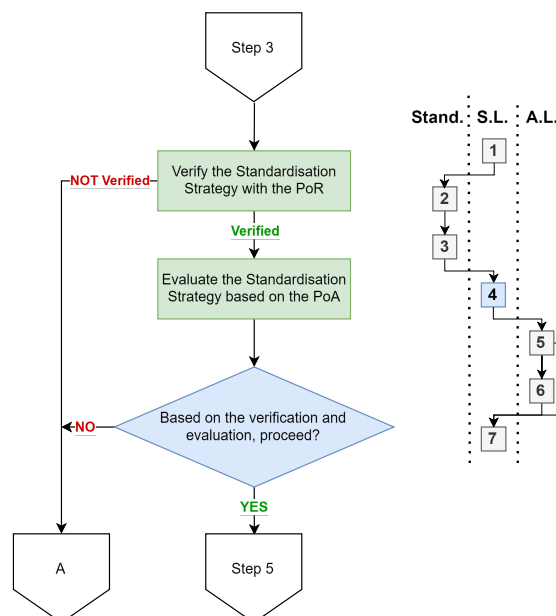 Step 3
Verify the Standardisation
Strategy with the PoR
NOT Verified
Verified
Evaluate the Standardisation
Strategy based on the PoA
Based on the verification and
evaluation, proceed?
NO
YES
A
Step 5
Stand. S.L. A.L.
1
2
3
4
5
6
7